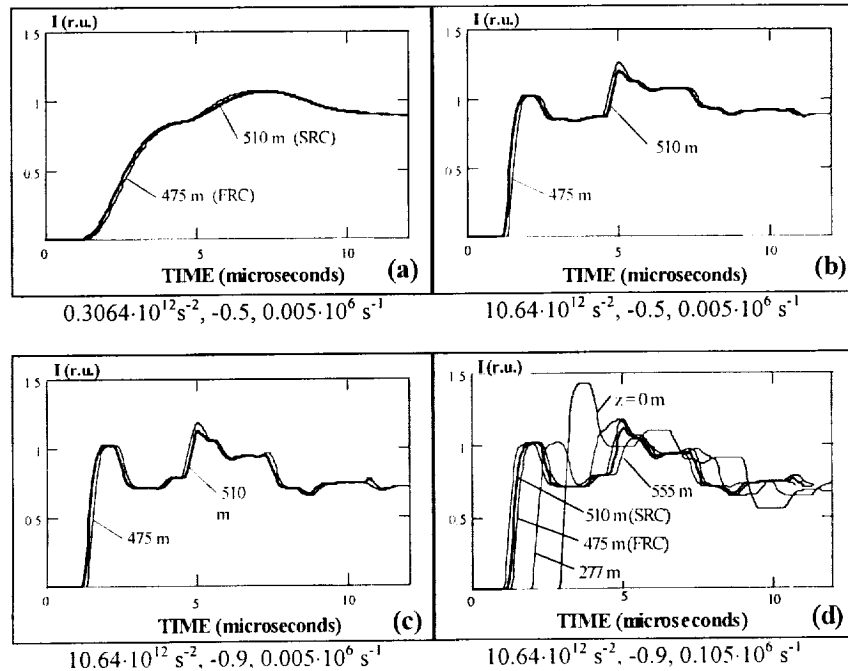 I (r.u.)
1 5
1
0.5
0
5
10
510 m (SRC)
475 m (FRC)
TIME (microseconds)
(a)
0.3064·10¹²s⁻², -0.5, 0.005·10⁶ s⁻¹
I (r.u.)
1 5
1
0.5
0
5
10
510 m
475 m
TIME (microseconds)
(b)
10.64·10¹² s⁻², -0.5, 0.005·10⁶ s⁻¹
I (r.u.)
1 5
1
0.5
0
5
10
510
m
475 m
TIME (microseconds)
(c)
10.64·10¹² s⁻², -0.9, 0.005·10⁶ s⁻¹
I (r.u.)
1.5
1
0.5
0
5
10
z = 0 m
555 m
510 m (SRC)
475 m (FRC)
277 m
TIME (microseconds)
(d)
10.64·10¹² s⁻², -0.9, 0.105·10⁶ s⁻¹